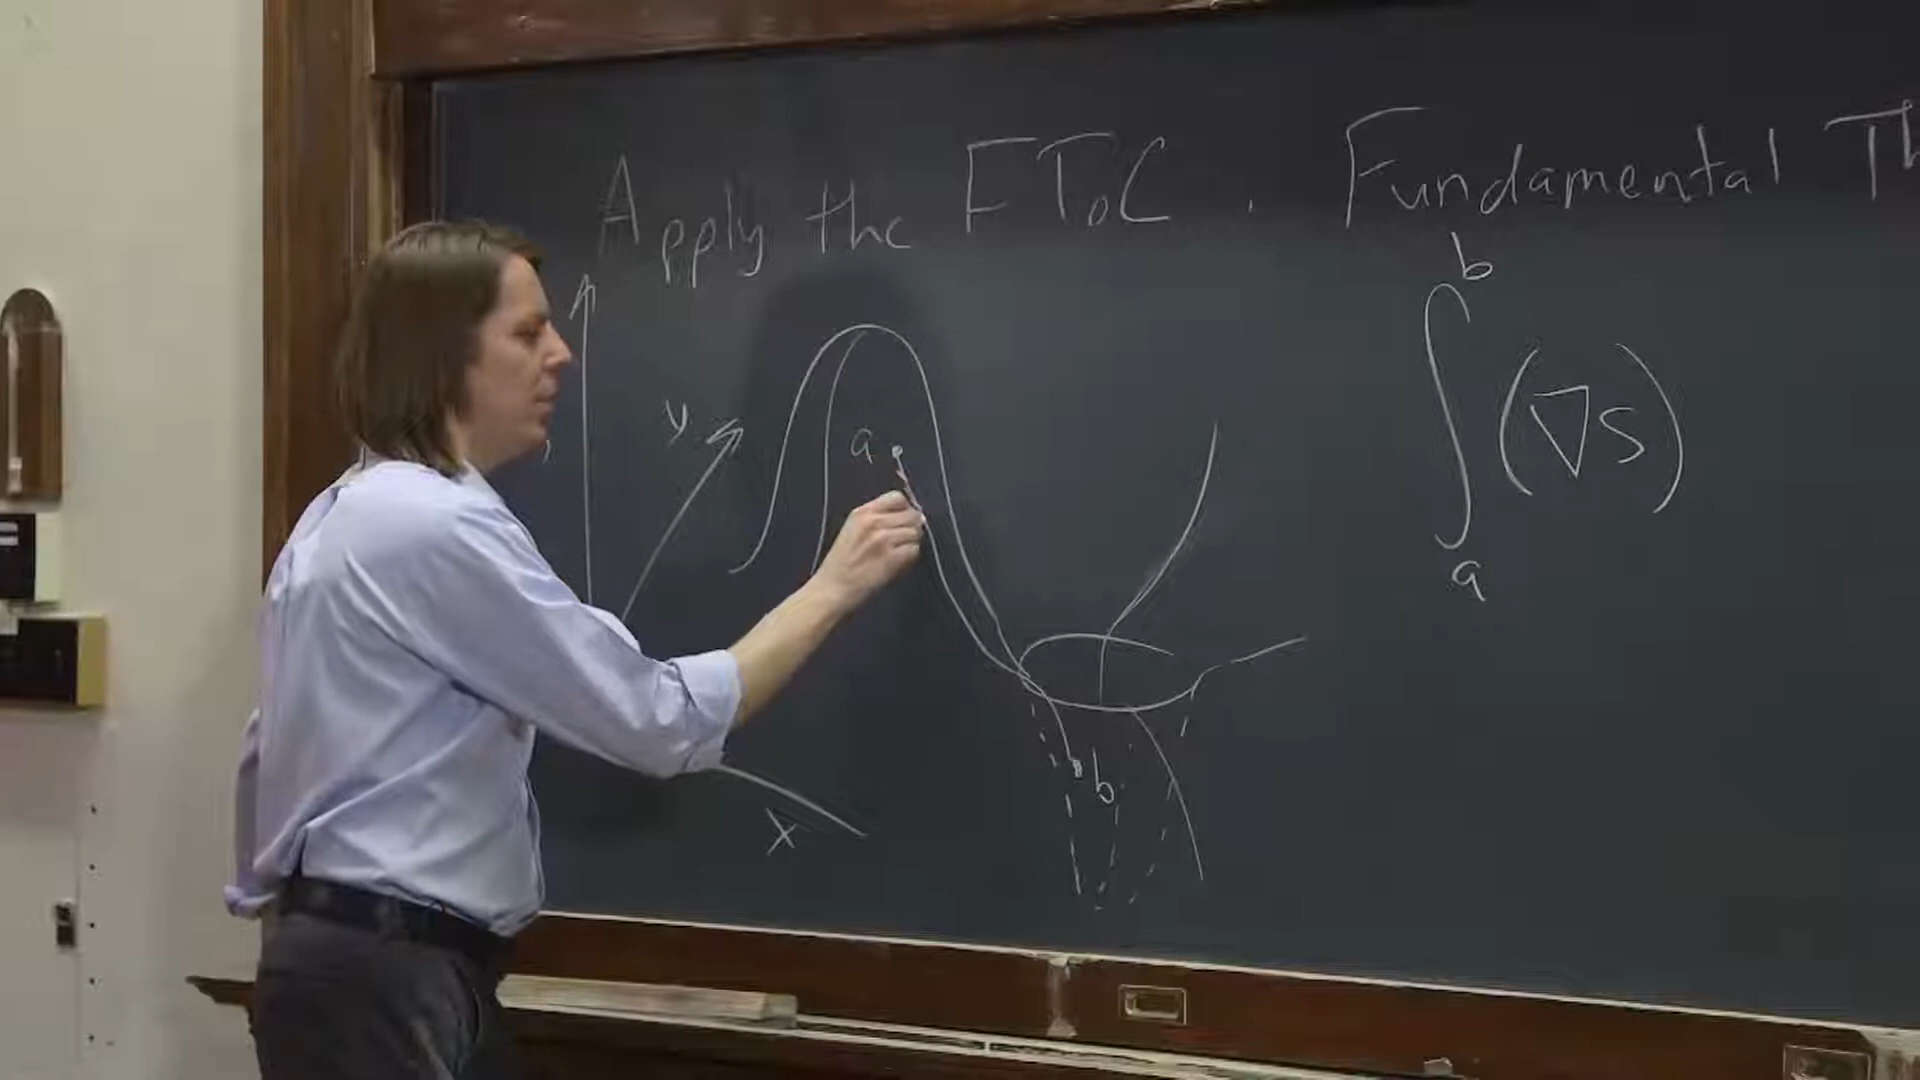 Apply the FToC. Fundamental Th
b
∫ (∇S)
a
y
a
b
x